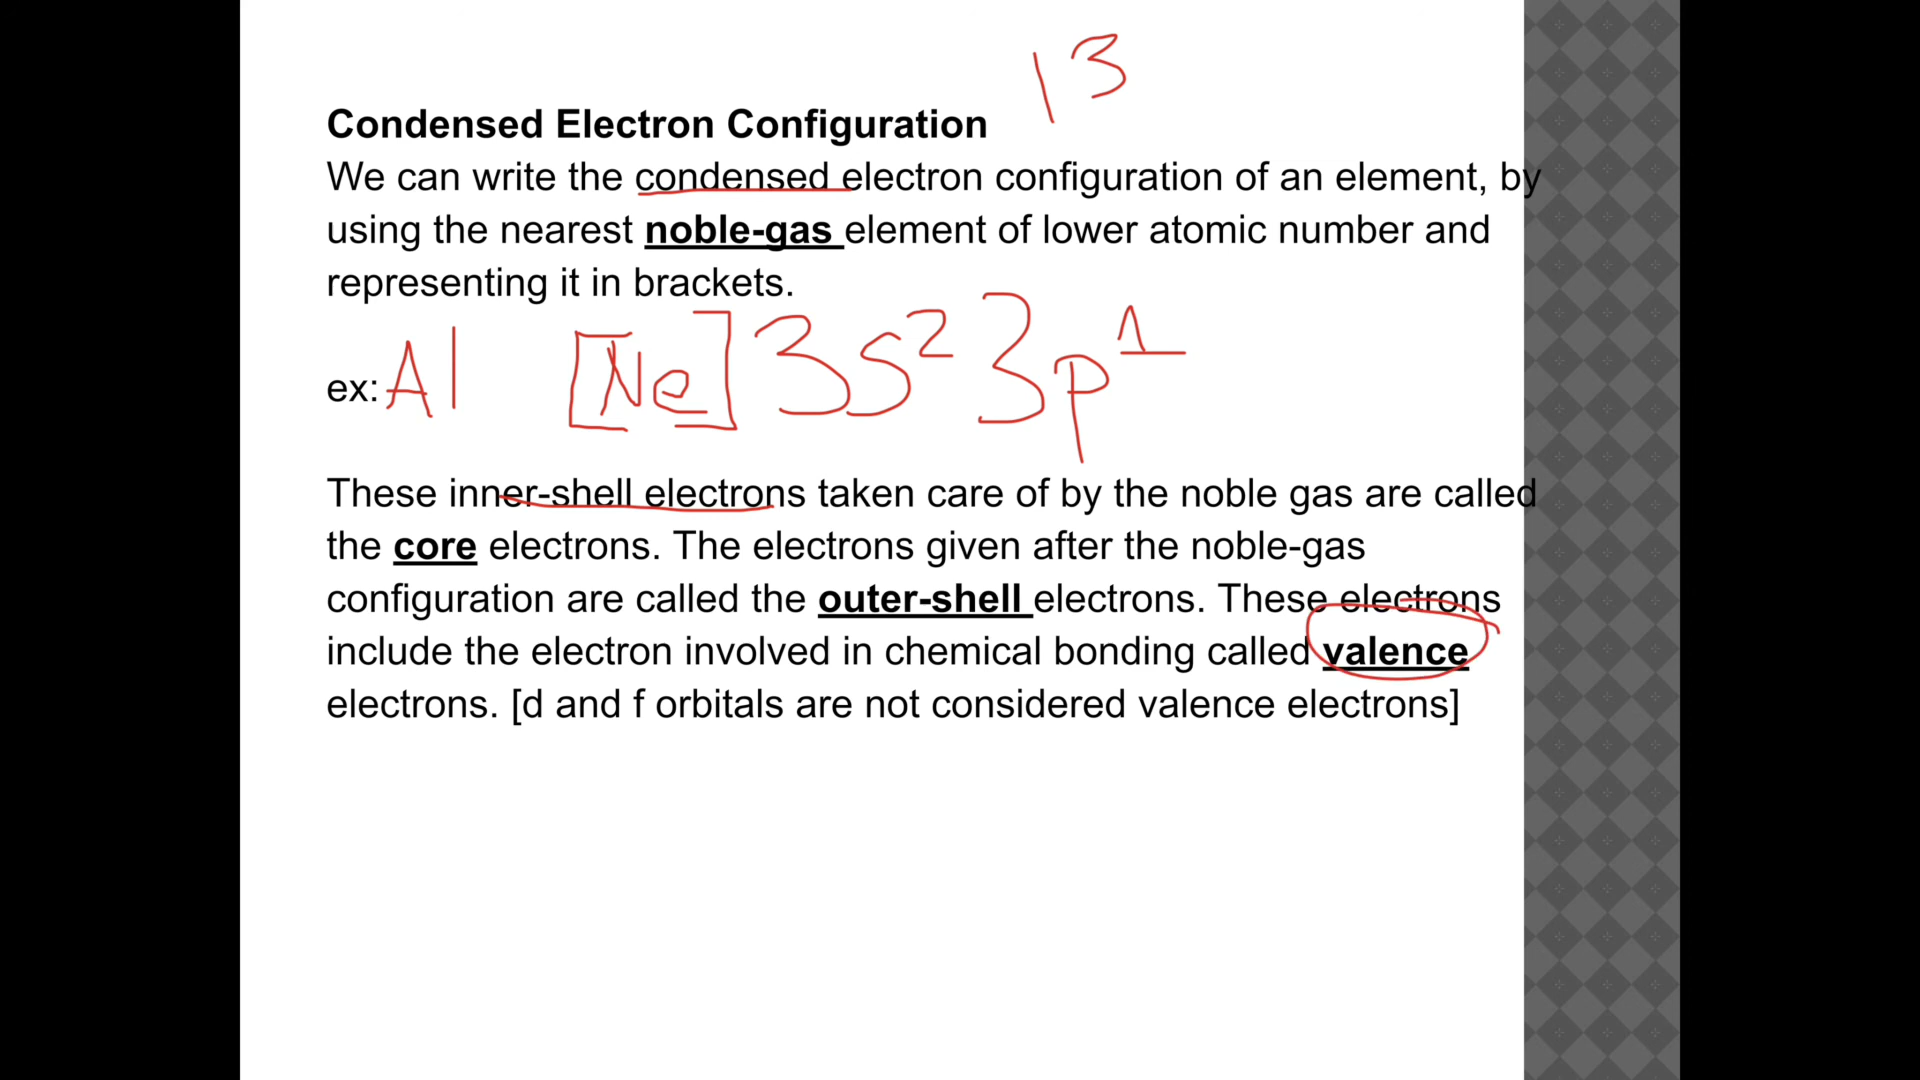 13
Condensed Electron Configuration
We can write the condensed electron configuration of an element, by
using the nearest noble-gas element of lower atomic number and
representing it in brackets.
ex: Al [Ne] 3s² 3p¹
These inner-shell electrons taken care of by the noble gas are called
the core electrons. The electrons given after the noble-gas
configuration are called the outer-shell electrons. These electrons
include the electron involved in chemical bonding called valence
electrons. [d and f orbitals are not considered valence electrons]